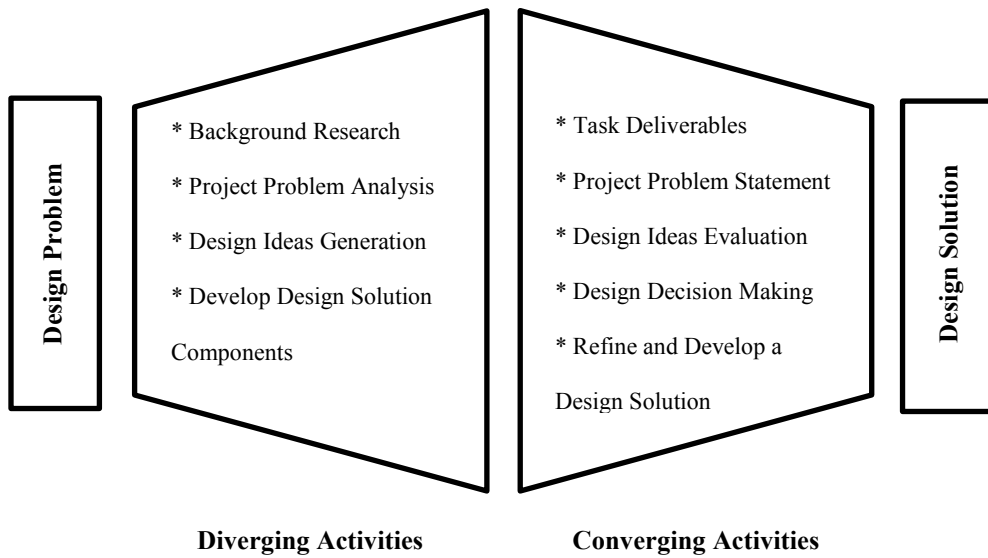 Design Problem
* Background Research
* Project Problem Analysis
* Design Ideas Generation
* Develop Design Solution
Components
* Task Deliverables
* Project Problem Statement
* Design Ideas Evaluation
* Design Decision Making
* Refine and Develop a
Design Solution
Design Solution
Diverging Activities
Converging Activities